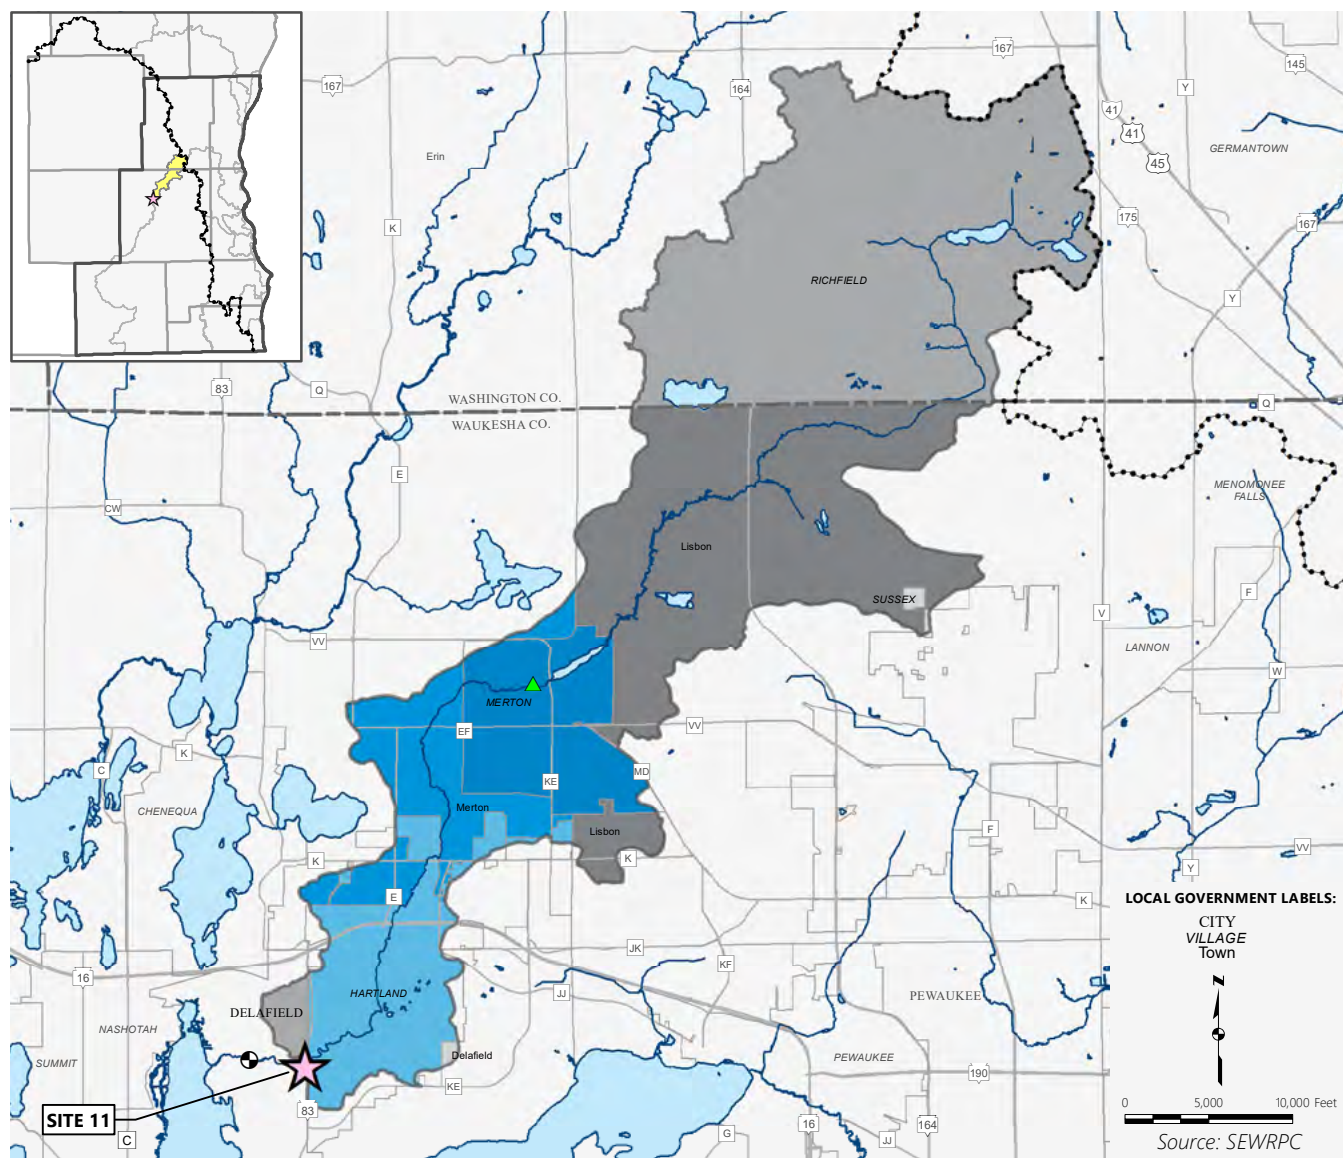 167
164
167
145
Y
41
41
45
GERMANTOWN
Erin
K
175
167
RICHFIELD
Y
83
Q
WASHINGTON CO.
WAUKESHA CO.
Q
E
CW
MENOMONEE
FALLS
Lisbon
SUSSEX
F
V
VV
LANNON
W
MERTON
EF
VV
K
C
KE
MD
CHENEQUA
Merton
Lisbon
F
K
K
VV
Y
E
K
LOCAL GOVERNMENT LABELS:
CITY
VILLAGE
Town
JK
KF
16
JJ
HARTLAND
PEWAUKEE
DELAFIELD
NASHOTAH
N
SUMMIT
Delafield
PEWAUKEE
KE
190
SITE 11
83
C
G
16
JJ
164
0 5,000 10,000 Feet
Source: SEWRPC